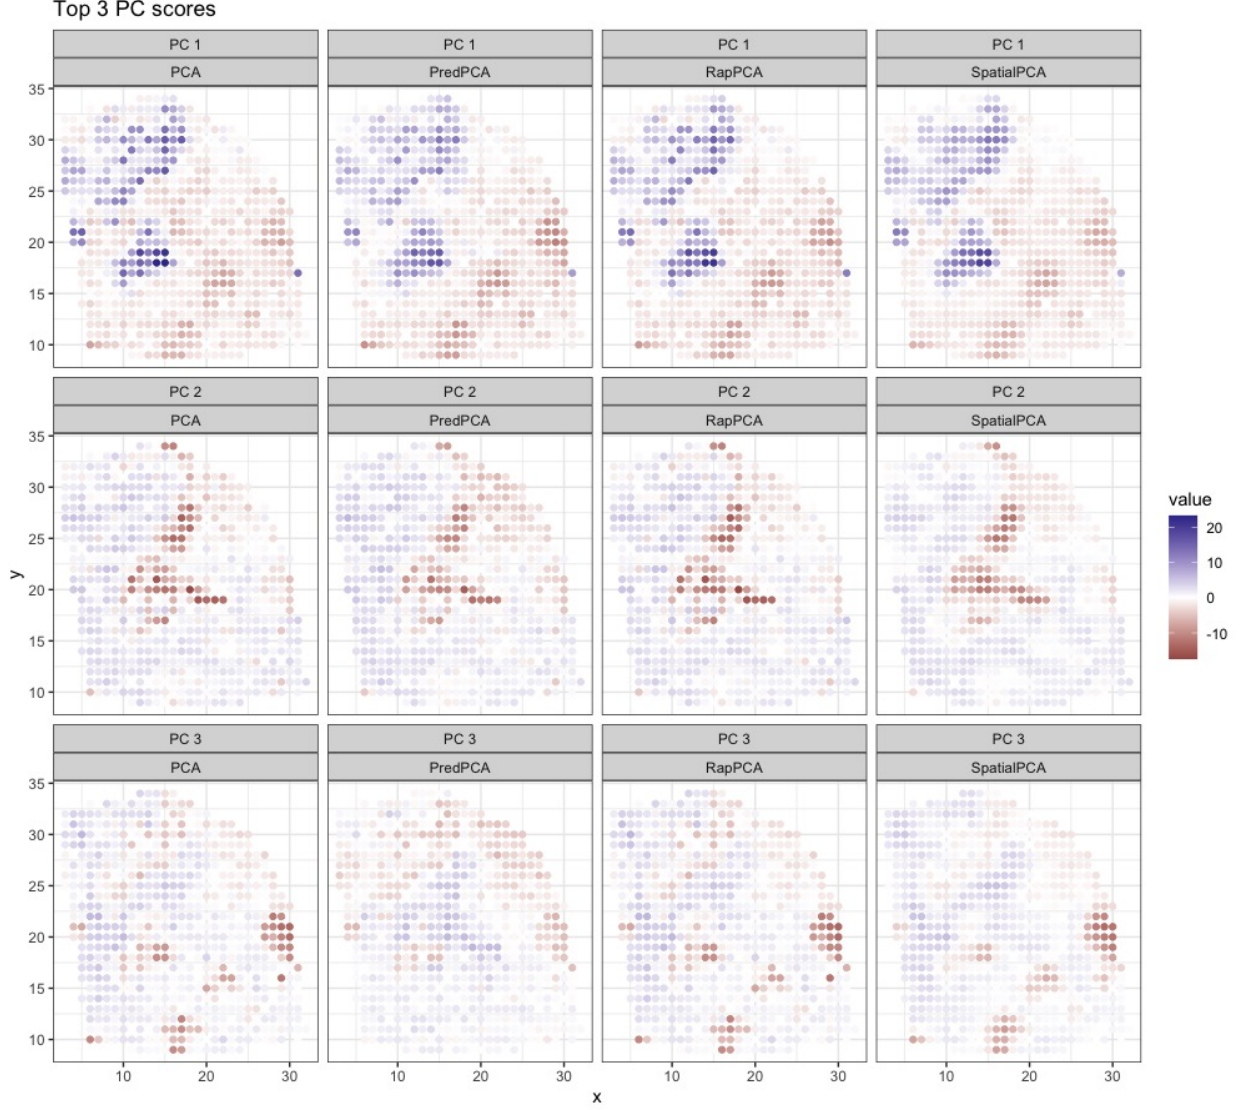 Top 3 PC scores
PC 1 PC 1 PC 1 PC 1
PCA PredPCA RapPCA SpatialPCA
35
30
25
20
15
10
PC 2 PC 2 PC 2 PC 2
PCA PredPCA RapPCA SpatialPCA
35
30
25
20
15
10
y
value
20
10
0
-10
PC 3 PC 3 PC 3 PC 3
PCA PredPCA RapPCA SpatialPCA
35
30
25
20
15
10
10 20 30 10 20 30 10 20 30 10 20 30
x